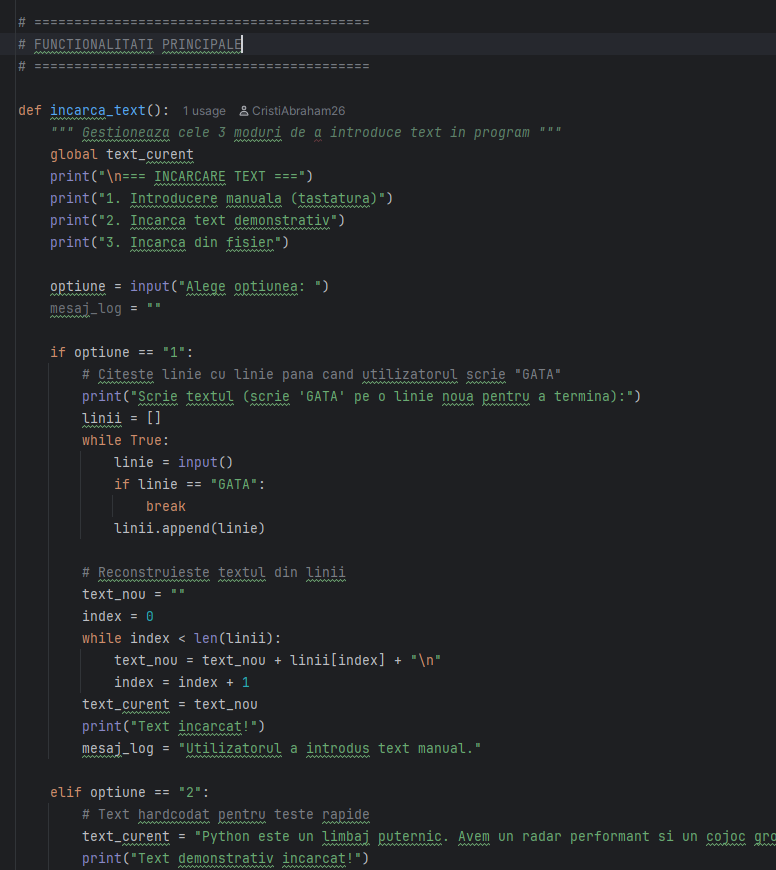 # ==========================================
# FUNCTIONALITATI PRINCIPALE
# ==========================================
def incarca_text(): 1 usage CristiAbraham26
""" Gestioneaza cele 3 moduri de a introduce text in program """
global text_curent
print("\n=== INCARCARE TEXT ===")
print("1. Introducere manuala (tastatura)")
print("2. Incarca text demonstrativ")
print("3. Incarca din fisier")
optiune = input("Alege optiunea: ")
mesaj_log = ""
if optiune == "1":
# Citeste linie cu linie pana cand utilizatorul scrie "GATA"
print("Scrie textul (scrie 'GATA' pe o linie noua pentru a termina):")
linii = []
while True:
linie = input()
if linie == "GATA":
break
linii.append(linie)
# Reconstruieste textul din linii
text_nou = ""
index = 0
while index < len(linii):
text_nou = text_nou + linii[index] + "\n"
index = index + 1
text_curent = text_nou
print("Text incarcat!")
mesaj_log = "Utilizatorul a introdus text manual."
elif optiune == "2":
# Text hardcodat pentru teste rapide
text_curent = "Python este un limbaj puternic. Avem un radar performant si un cojoc gro
print("Text demonstrativ incarcat!")